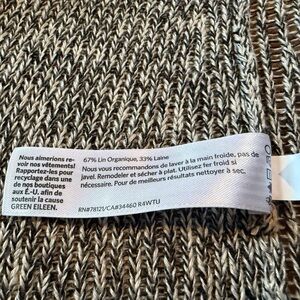 Nous aimerions re-
voir nos vêtements!
Rapportez-les pour
recyclage dans une
de nos boutiques
aux É.-U. afin de
soutenir la cause
GREEN EILEEN.
67% Lin Organique, 33% Laine
Nous vous recommandons de laver à la main froide, pas de
javel. Remodeler et sécher à plat. Utilisez fer froid si
nécessaire. Pour de meilleurs résultats nettoyer à sec.
RN#78121/CA#34460 R4WTU